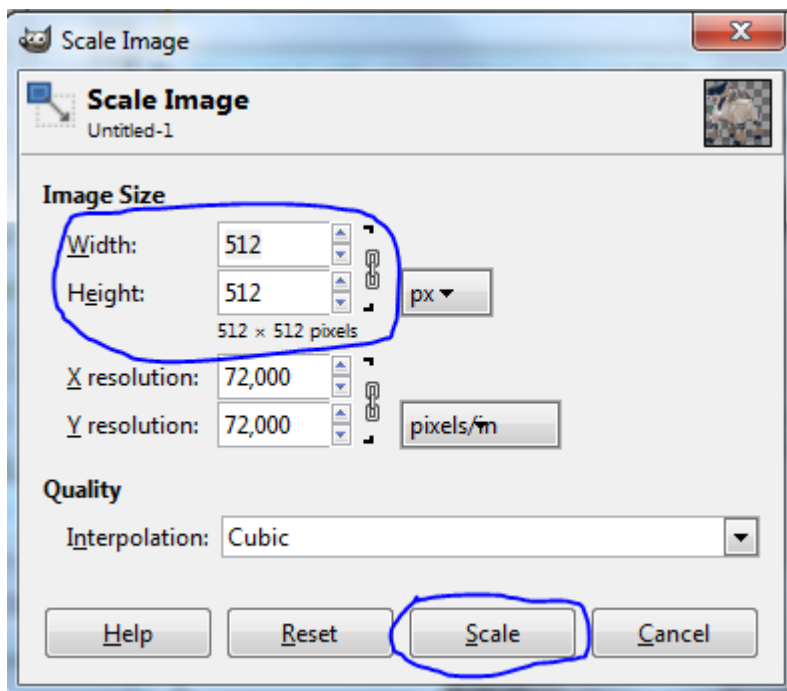 Scale Image
Scale Image
Untitled-1
Image Size
Width: 512
Height: 512 px
512 × 512 pixels
X resolution: 72,000
Y resolution: 72,000 pixels/in
Quality
Interpolation: Cubic
Help Reset Scale Cancel